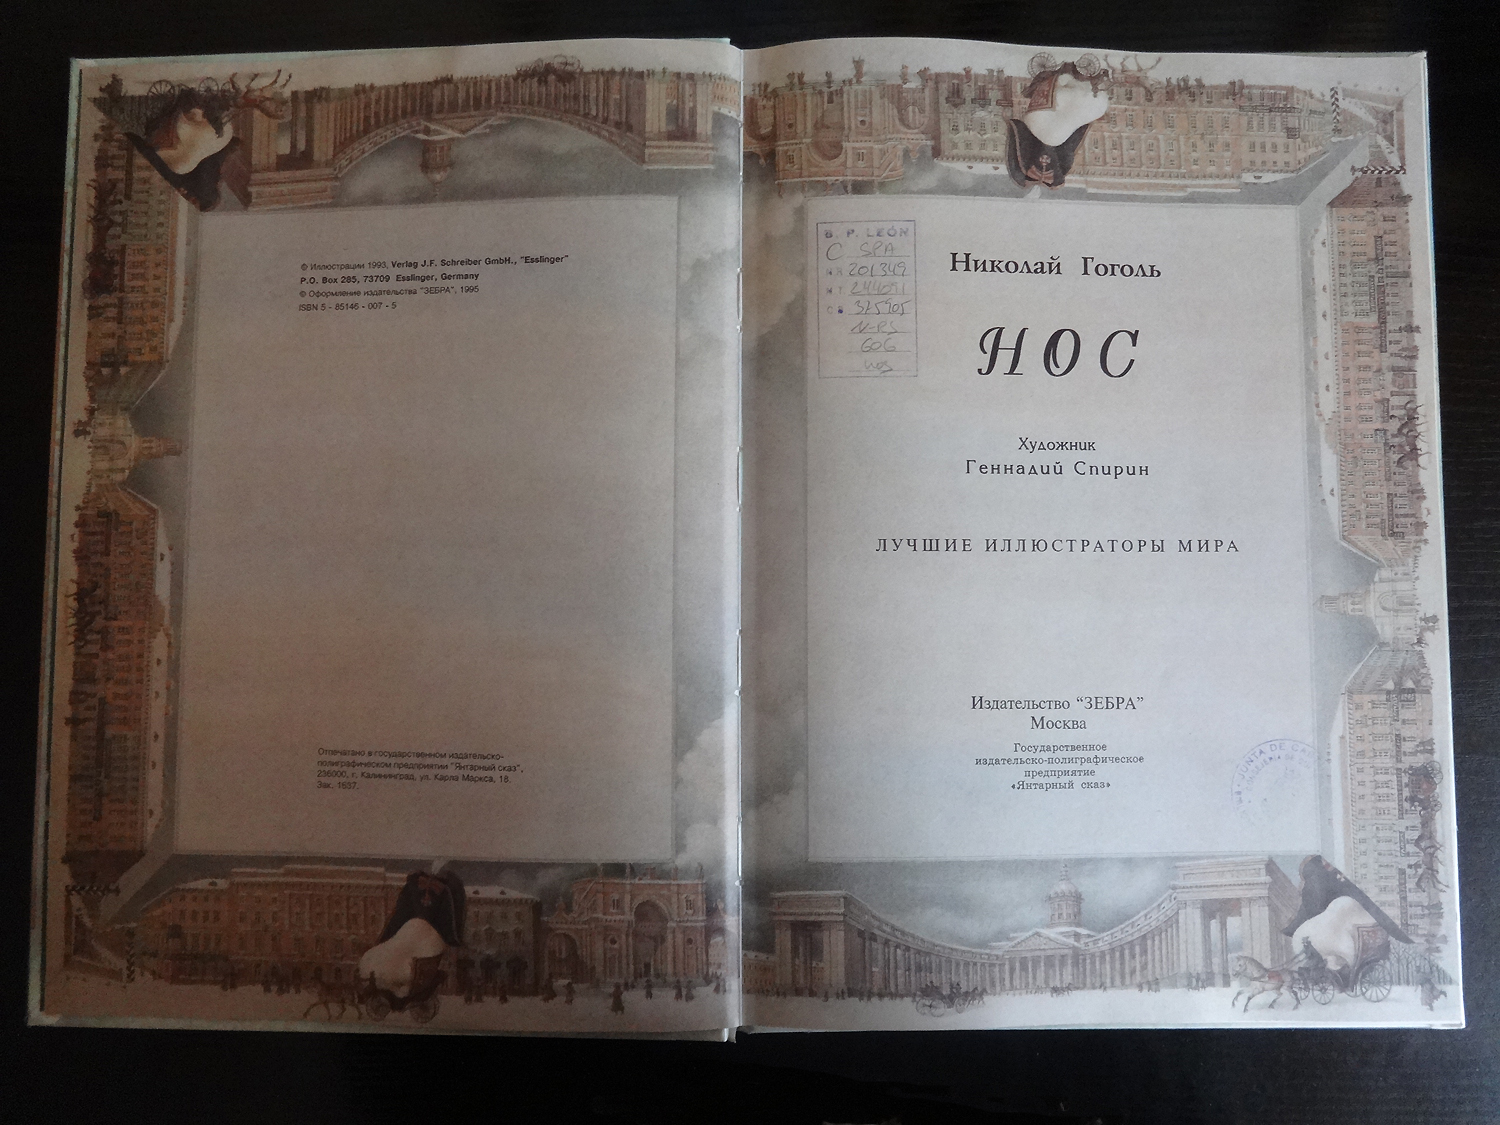 © Иллюстрации 1993, Verlag J.F. Schreiber GmbH., "Esslinger"
P.O. Box 285, 73709 Esslinger, Germany
© Оформление издательства "ЗЕБРА", 1995
ISBN 5 - 85146 - 007 - 5
Отпечатано в государственном издательско-
полиграфическом предприятии "Янтарный сказ",
236000, г. Калининград, ул. Карла Маркса, 18.
Зак. 1637.
B. P. LEÓN
C SPA
201349
375905
N-RS
GOG
nos
Николай Гоголь
НОС
Художник
Геннадий Спирин
ЛУЧШИЕ ИЛЛЮСТРАТОРЫ МИРА
Издательство "ЗЕБРА"
Москва
Государственное
издательско-полиграфическое
предприятие
«Янтарный сказ»
JUNTA DE